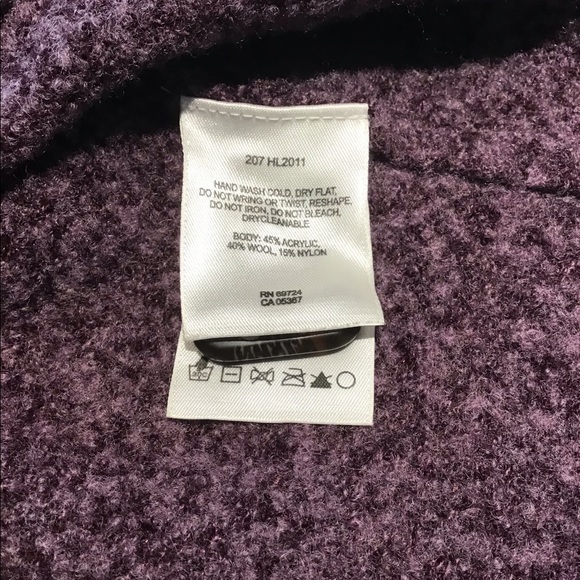 207 HL2011
HAND WASH COLD, DRY FLAT,
DO NOT WRING OR TWIST, RESHAPE,
DO NOT IRON, DO NOT BLEACH,
DRYCLEANABLE
BODY: 45% ACRYLIC,
40% WOOL, 15% NYLON
RN 69724
CA 05367
30C